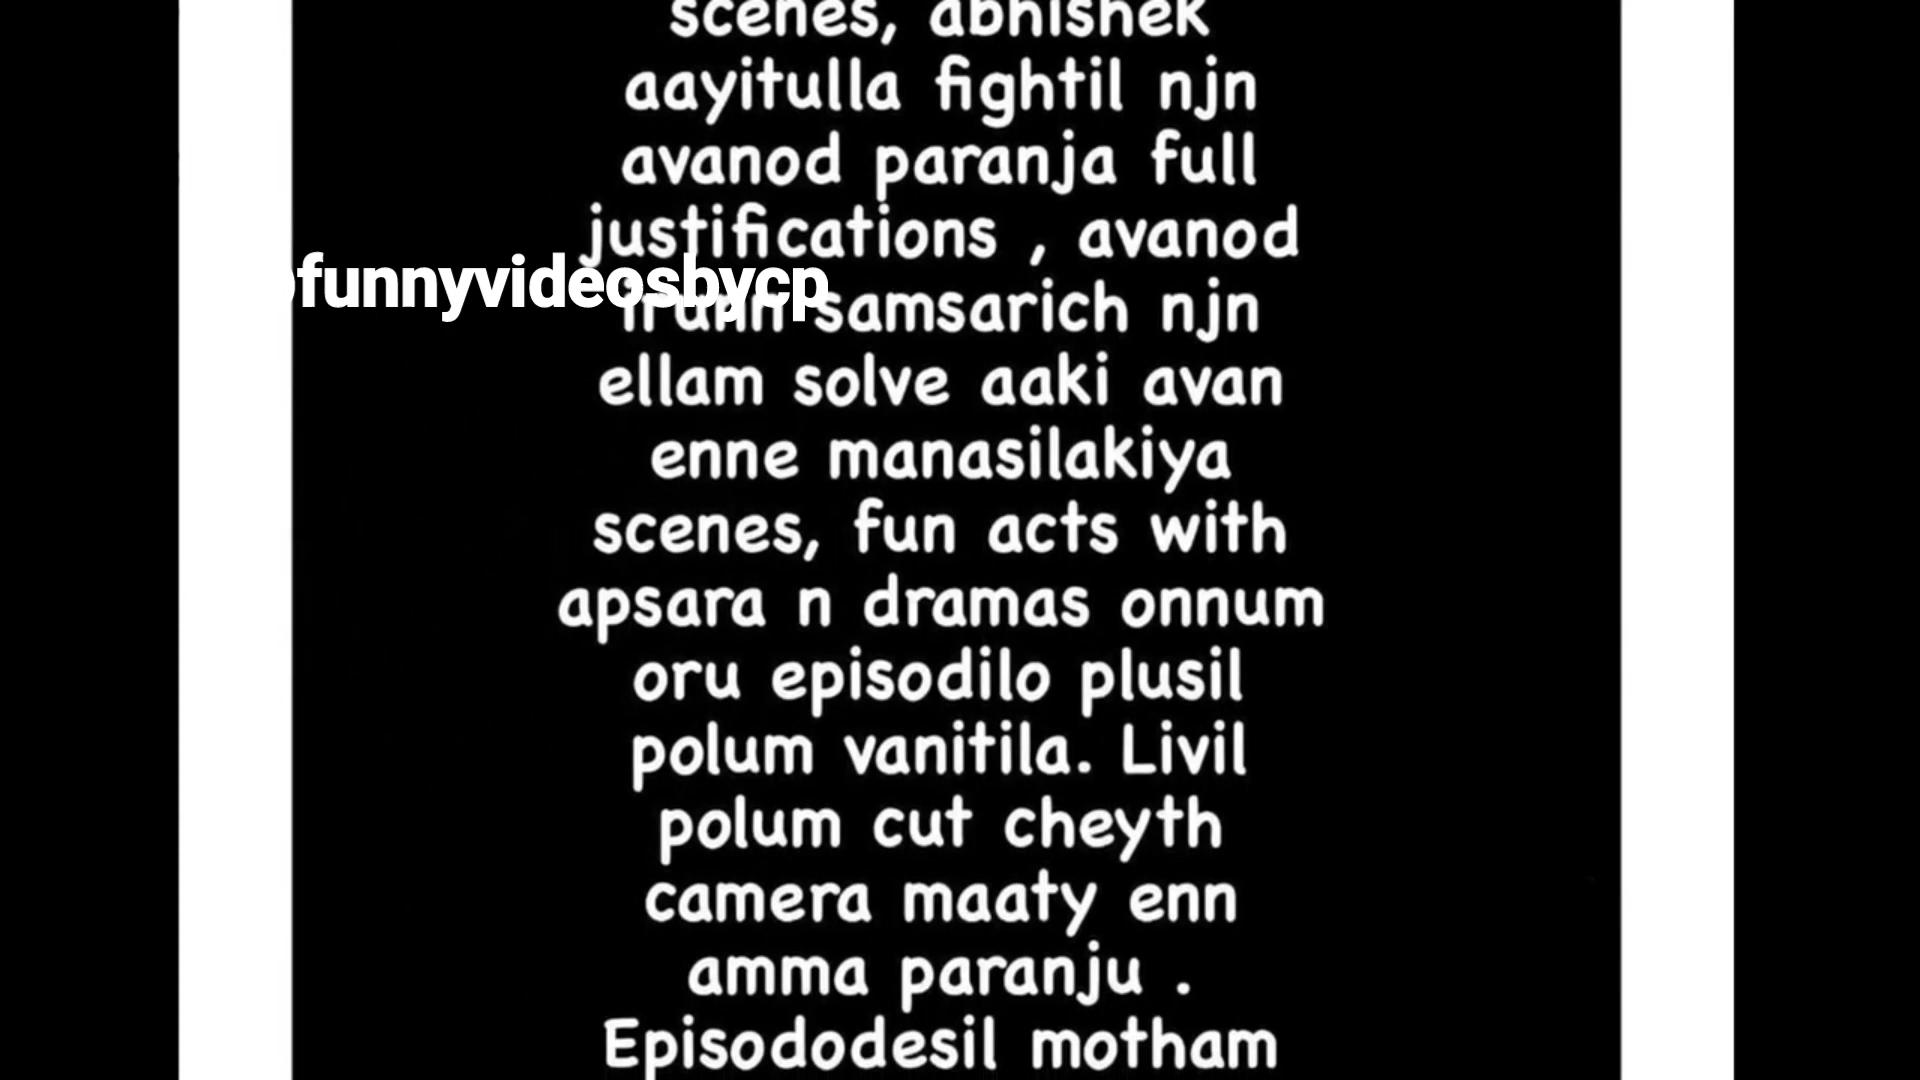 scenes, abhishek
aayitulla fightil njn
avanod paranja full
justifications , avanod
funnyvideosbycp
irunn samsarich njn
ellam solve aaki avan
enne manasilakiya
scenes, fun acts with
apsara n dramas onnum
oru episodilo plusil
polum vanitila. Livil
polum cut cheyth
camera maaty enn
amma paranju .
Episododesil motham